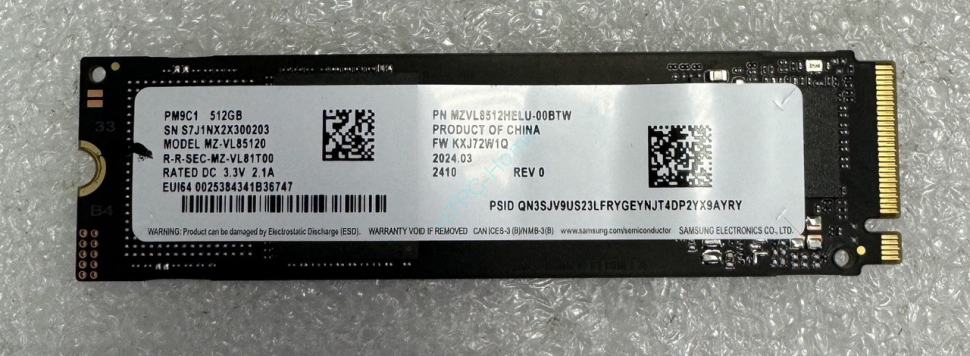 PM9C1 512GB
SN S7J1NX2X300203
MODEL MZ-VL85120
R-R-SEC-MZ-VL81T00
RATED DC 3.3V 2.1A
EUI64 0025384341B36747
PN MZVL8512HELU-00BTW
PRODUCT OF CHINA
FW KXJ72W1Q
2024.03
2410 REV 0
PSID QN3SJV9US23LFRYGEYNJT4DP2YX9AYRY
WARNING: Product can be damaged by Electrostatic Discharge (ESD). WARRANTY VOID IF REMOVED CAN ICES-3 (B)/NMB-3(B) www.samsung.com/semiconductor SAMSUNG ELECTRONICS CO., LTD.
33
B4